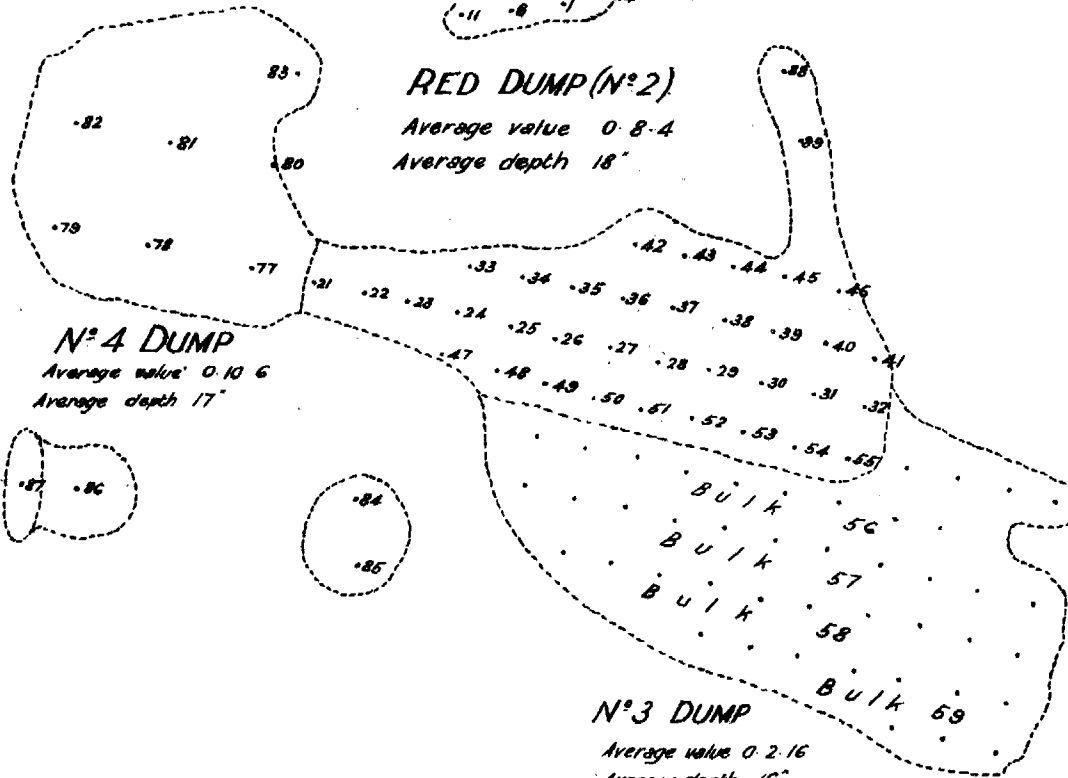 11 8 1
83
RED DUMP (Nº 2)
88
Average value 0.8.4
82
81
99
Average depth 18"
80
79
78
42 43 44 45 46
77
21 22 23 24 25 26 27 28 29 30 31 32
33 34 35 36 37 38 39 40 41
Nº 4 DUMP
Average value 0.10 6
Average depth 17"
47 48 49 50 51 52 53 54 55
87 86
84
85
Bulk 56
Bulk 57
Bulk 58
Bulk 59
Nº 3 DUMP
Average value 0.2.16
Average depth